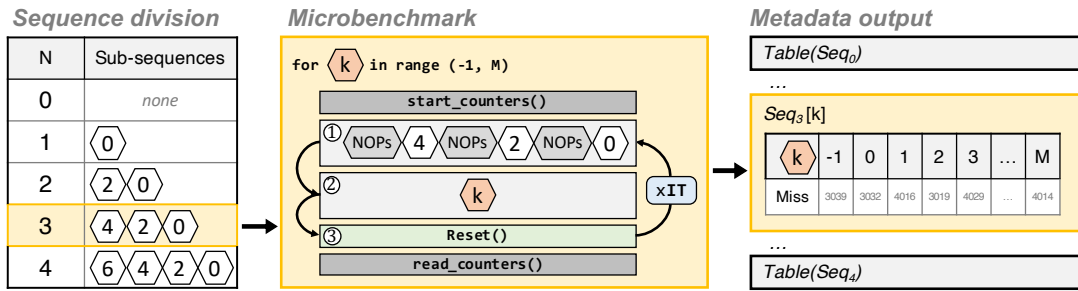 Sequence division
N Sub-sequences
0 none
1 0
2 2 0
3 4 2 0
4 6 4 2 0
Microbenchmark
for k in range (-1, M)
start_counters()
① NOPs 4 NOPs 2 NOPs 0
② k
xIT
③ Reset()
read_counters()
Metadata output
Table(Seq0)
...
Seq3[k]
k -1 0 1 2 3 ... M
Miss 3039 3032 4016 3019 4029 ... 4014
...
Table(Seq4)